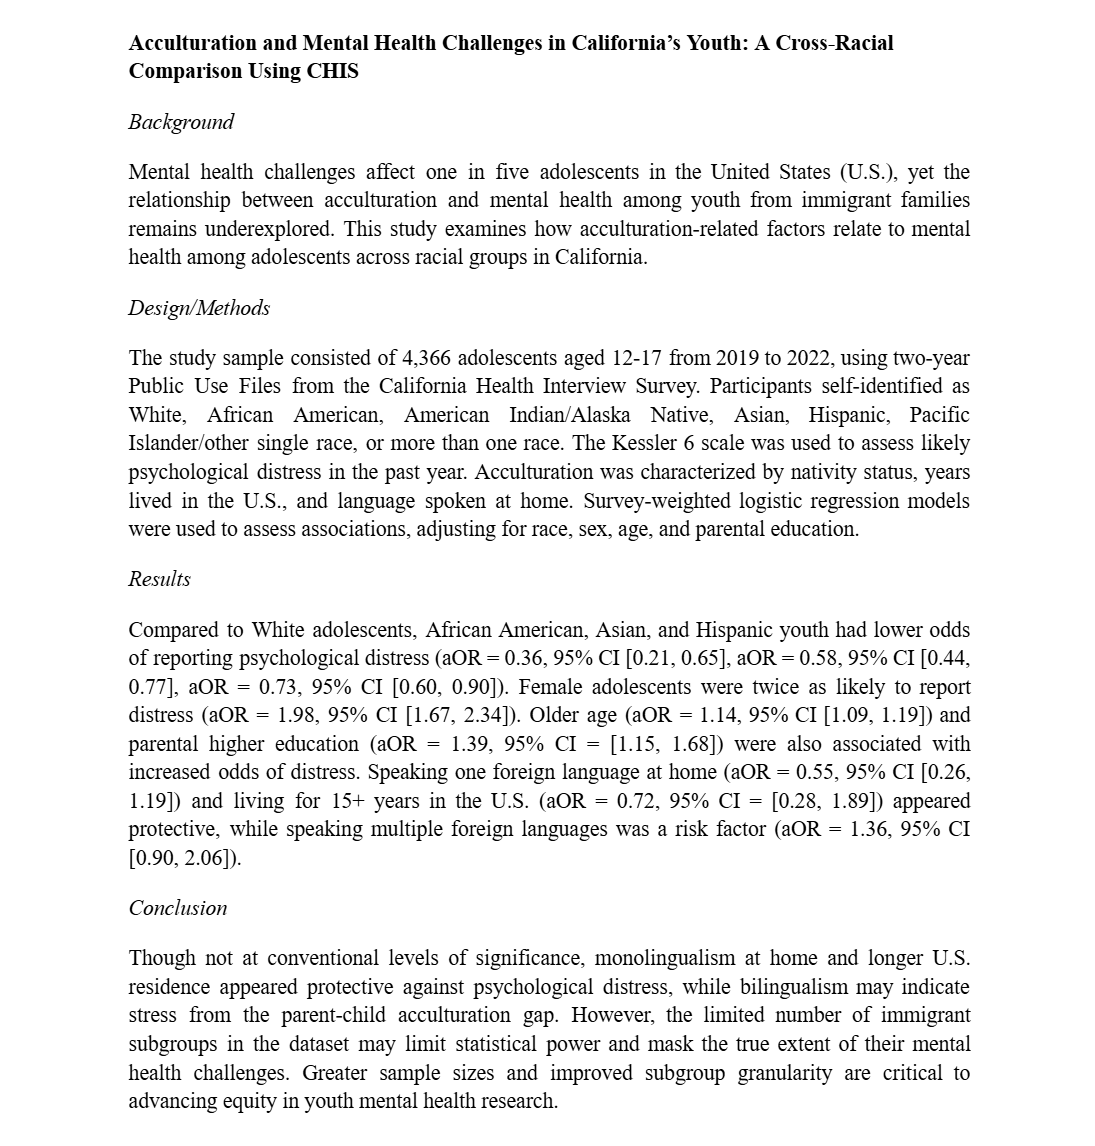 Acculturation and Mental Health Challenges in California’s Youth: A Cross-Racial
Comparison Using CHIS
Background
Mental health challenges affect one in five adolescents in the United States (U.S.), yet the
relationship between acculturation and mental health among youth from immigrant families
remains underexplored. This study examines how acculturation-related factors relate to mental
health among adolescents across racial groups in California.
Design/Methods
The study sample consisted of 4,366 adolescents aged 12-17 from 2019 to 2022, using two-year
Public Use Files from the California Health Interview Survey. Participants self-identified as
White, African American, American Indian/Alaska Native, Asian, Hispanic, Pacific
Islander/other single race, or more than one race. The Kessler 6 scale was used to assess likely
psychological distress in the past year. Acculturation was characterized by nativity status, years
lived in the U.S., and language spoken at home. Survey-weighted logistic regression models
were used to assess associations, adjusting for race, sex, age, and parental education.
Results
Compared to White adolescents, African American, Asian, and Hispanic youth had lower odds
of reporting psychological distress (aOR = 0.36, 95% CI [0.21, 0.65], aOR = 0.58, 95% CI [0.44,
0.77], aOR = 0.73, 95% CI [0.60, 0.90]). Female adolescents were twice as likely to report
distress (aOR = 1.98, 95% CI [1.67, 2.34]). Older age (aOR = 1.14, 95% CI [1.09, 1.19]) and
parental higher education (aOR = 1.39, 95% CI = [1.15, 1.68]) were also associated with
increased odds of distress. Speaking one foreign language at home (aOR = 0.55, 95% CI [0.26,
1.19]) and living for 15+ years in the U.S. (aOR = 0.72, 95% CI = [0.28, 1.89]) appeared
protective, while speaking multiple foreign languages was a risk factor (aOR = 1.36, 95% CI
[0.90, 2.06]).
Conclusion
Though not at conventional levels of significance, monolingualism at home and longer U.S.
residence appeared protective against psychological distress, while bilingualism may indicate
stress from the parent-child acculturation gap. However, the limited number of immigrant
subgroups in the dataset may limit statistical power and mask the true extent of their mental
health challenges. Greater sample sizes and improved subgroup granularity are critical to
advancing equity in youth mental health research.